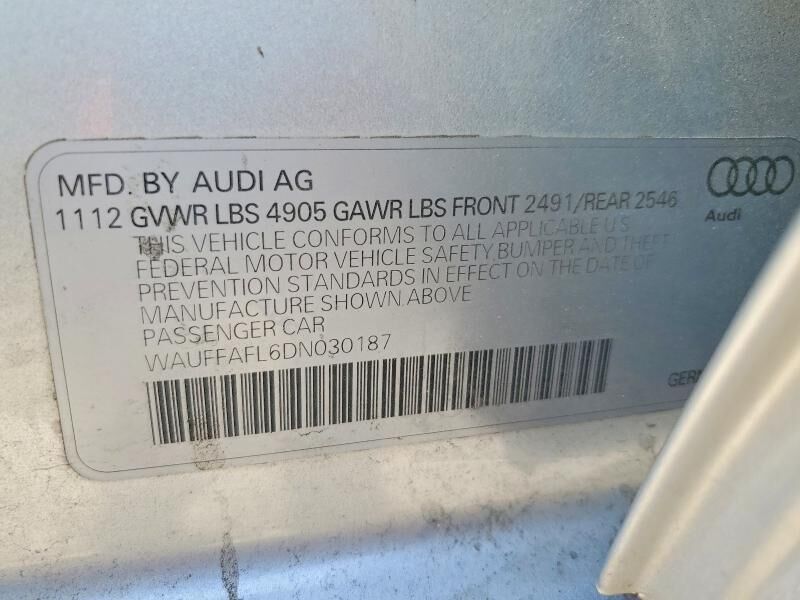 MFD. BY AUDI AG
1112 GVWR LBS 4905 GAWR LBS FRONT 2491/REAR 2546
Audi
THIS VEHICLE CONFORMS TO ALL APPLICABLE U.S.
FEDERAL MOTOR VEHICLE SAFETY, BUMPER AND THEFT
PREVENTION STANDARDS IN EFFECT ON THE DATE OF
MANUFACTURE SHOWN ABOVE
PASSENGER CAR
WAUFFAFL6DN030187